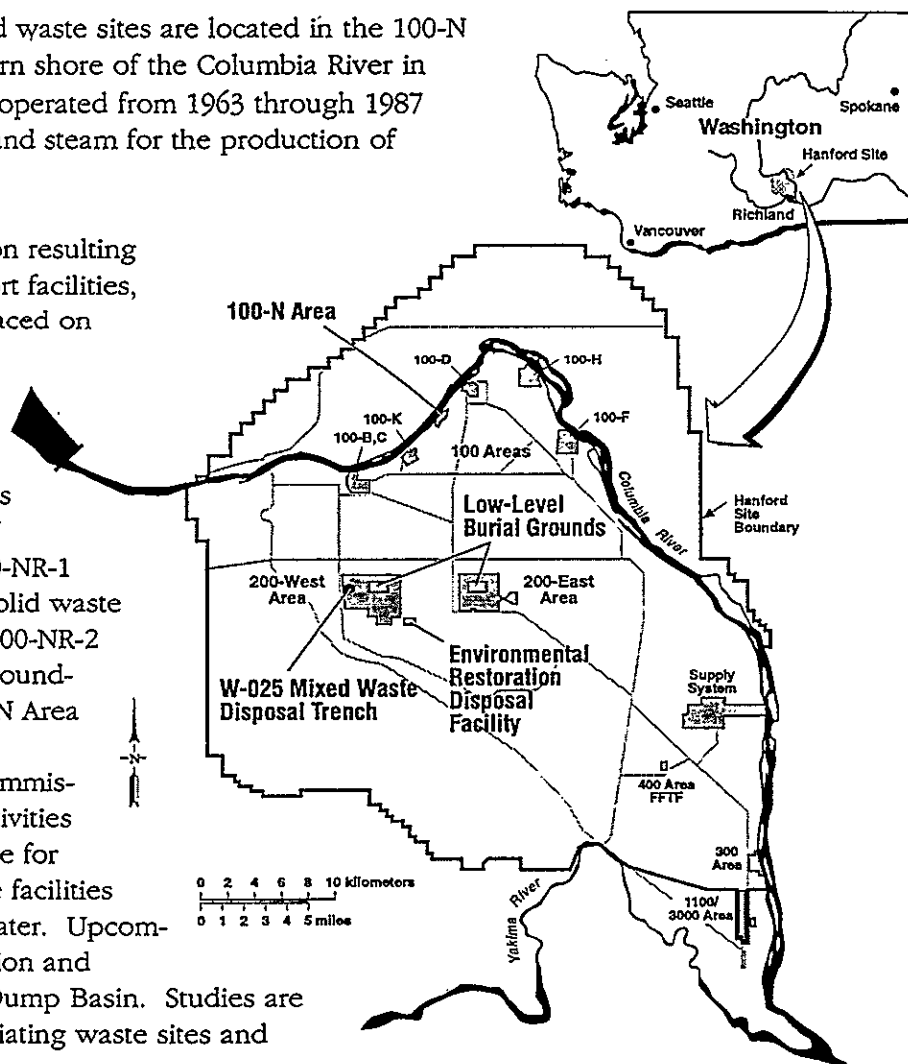 d waste sites are located in the 100-N
rn shore of the Columbia River in
operated from 1963 through 1987
nd steam for the production of
on resulting
rt facilities,
aced on
s
-NR-1
olid waste
00-NR-2
ound-
N Area
mmis-
ivities
e for
e facilities
ater. Upcom-
ion and
Dump Basin. Studies are
iating waste sites and
Seattle
Spokane
Washington
Hanford Site
Richland
Vancouver
100-N Area
100-D
100-H
100-K
100-B,C
100-F
100 Areas
Columbia River
Hanford
Site
Boundary
Low-Level
Burial Grounds
200-West
Area
200-East
Area
W-025 Mixed Waste
Disposal Trench
Environmental
Restoration
Disposal
Facility
Supply
System
-N-
400 Area
FFTF
300
Area
1100/
3000 Area
Yakima River
0 2 4 6 8 10 kilometers
0 1 2 3 4 5 miles